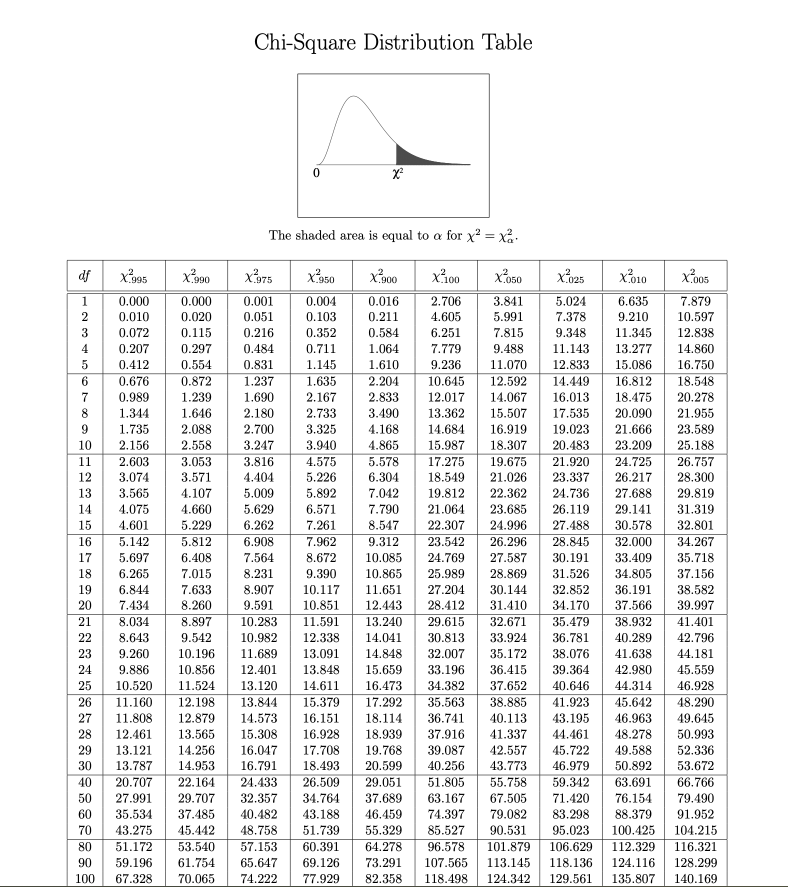 Chi-Square Distribution Table
0 χ²
The shaded area is equal to α for χ² = χ²α.
df χ².995 χ².990 χ².975 χ².950 χ².900 χ².100 χ².050 χ².025 χ².010 χ².005
1 0.000 0.000 0.001 0.004 0.016 2.706 3.841 5.024 6.635 7.879
2 0.010 0.020 0.051 0.103 0.211 4.605 5.991 7.378 9.210 10.597
3 0.072 0.115 0.216 0.352 0.584 6.251 7.815 9.348 11.345 12.838
4 0.207 0.297 0.484 0.711 1.064 7.779 9.488 11.143 13.277 14.860
5 0.412 0.554 0.831 1.145 1.610 9.236 11.070 12.833 15.086 16.750
6 0.676 0.872 1.237 1.635 2.204 10.645 12.592 14.449 16.812 18.548
7 0.989 1.239 1.690 2.167 2.833 12.017 14.067 16.013 18.475 20.278
8 1.344 1.646 2.180 2.733 3.490 13.362 15.507 17.535 20.090 21.955
9 1.735 2.088 2.700 3.325 4.168 14.684 16.919 19.023 21.666 23.589
10 2.156 2.558 3.247 3.940 4.865 15.987 18.307 20.483 23.209 25.188
11 2.603 3.053 3.816 4.575 5.578 17.275 19.675 21.920 24.725 26.757
12 3.074 3.571 4.404 5.226 6.304 18.549 21.026 23.337 26.217 28.300
13 3.565 4.107 5.009 5.892 7.042 19.812 22.362 24.736 27.688 29.819
14 4.075 4.660 5.629 6.571 7.790 21.064 23.685 26.119 29.141 31.319
15 4.601 5.229 6.262 7.261 8.547 22.307 24.996 27.488 30.578 32.801
16 5.142 5.812 6.908 7.962 9.312 23.542 26.296 28.845 32.000 34.267
17 5.697 6.408 7.564 8.672 10.085 24.769 27.587 30.191 33.409 35.718
18 6.265 7.015 8.231 9.390 10.865 25.989 28.869 31.526 34.805 37.156
19 6.844 7.633 8.907 10.117 11.651 27.204 30.144 32.852 36.191 38.582
20 7.434 8.260 9.591 10.851 12.443 28.412 31.410 34.170 37.566 39.997
21 8.034 8.897 10.283 11.591 13.240 29.615 32.671 35.479 38.932 41.401
22 8.643 9.542 10.982 12.338 14.041 30.813 33.924 36.781 40.289 42.796
23 9.260 10.196 11.689 13.091 14.848 32.007 35.172 38.076 41.638 44.181
24 9.886 10.856 12.401 13.848 15.659 33.196 36.415 39.364 42.980 45.559
25 10.520 11.524 13.120 14.611 16.473 34.382 37.652 40.646 44.314 46.928
26 11.160 12.198 13.844 15.379 17.292 35.563 38.885 41.923 45.642 48.290
27 11.808 12.879 14.573 16.151 18.114 36.741 40.113 43.195 46.963 49.645
28 12.461 13.565 15.308 16.928 18.939 37.916 41.337 44.461 48.278 50.993
29 13.121 14.256 16.047 17.708 19.768 39.087 42.557 45.722 49.588 52.336
30 13.787 14.953 16.791 18.493 20.599 40.256 43.773 46.979 50.892 53.672
40 20.707 22.164 24.433 26.509 29.051 51.805 55.758 59.342 63.691 66.766
50 27.991 29.707 32.357 34.764 37.689 63.167 67.505 71.420 76.154 79.490
60 35.534 37.485 40.482 43.188 46.459 74.397 79.082 83.298 88.379 91.952
70 43.275 45.442 48.758 51.739 55.329 85.527 90.531 95.023 100.425 104.215
80 51.172 53.540 57.153 60.391 64.278 96.578 101.879 106.629 112.329 116.321
90 59.196 61.754 65.647 69.126 73.291 107.565 113.145 118.136 124.116 128.299
100 67.328 70.065 74.222 77.929 82.358 118.498 124.342 129.561 135.807 140.169